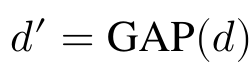 d′ = GAP(d)